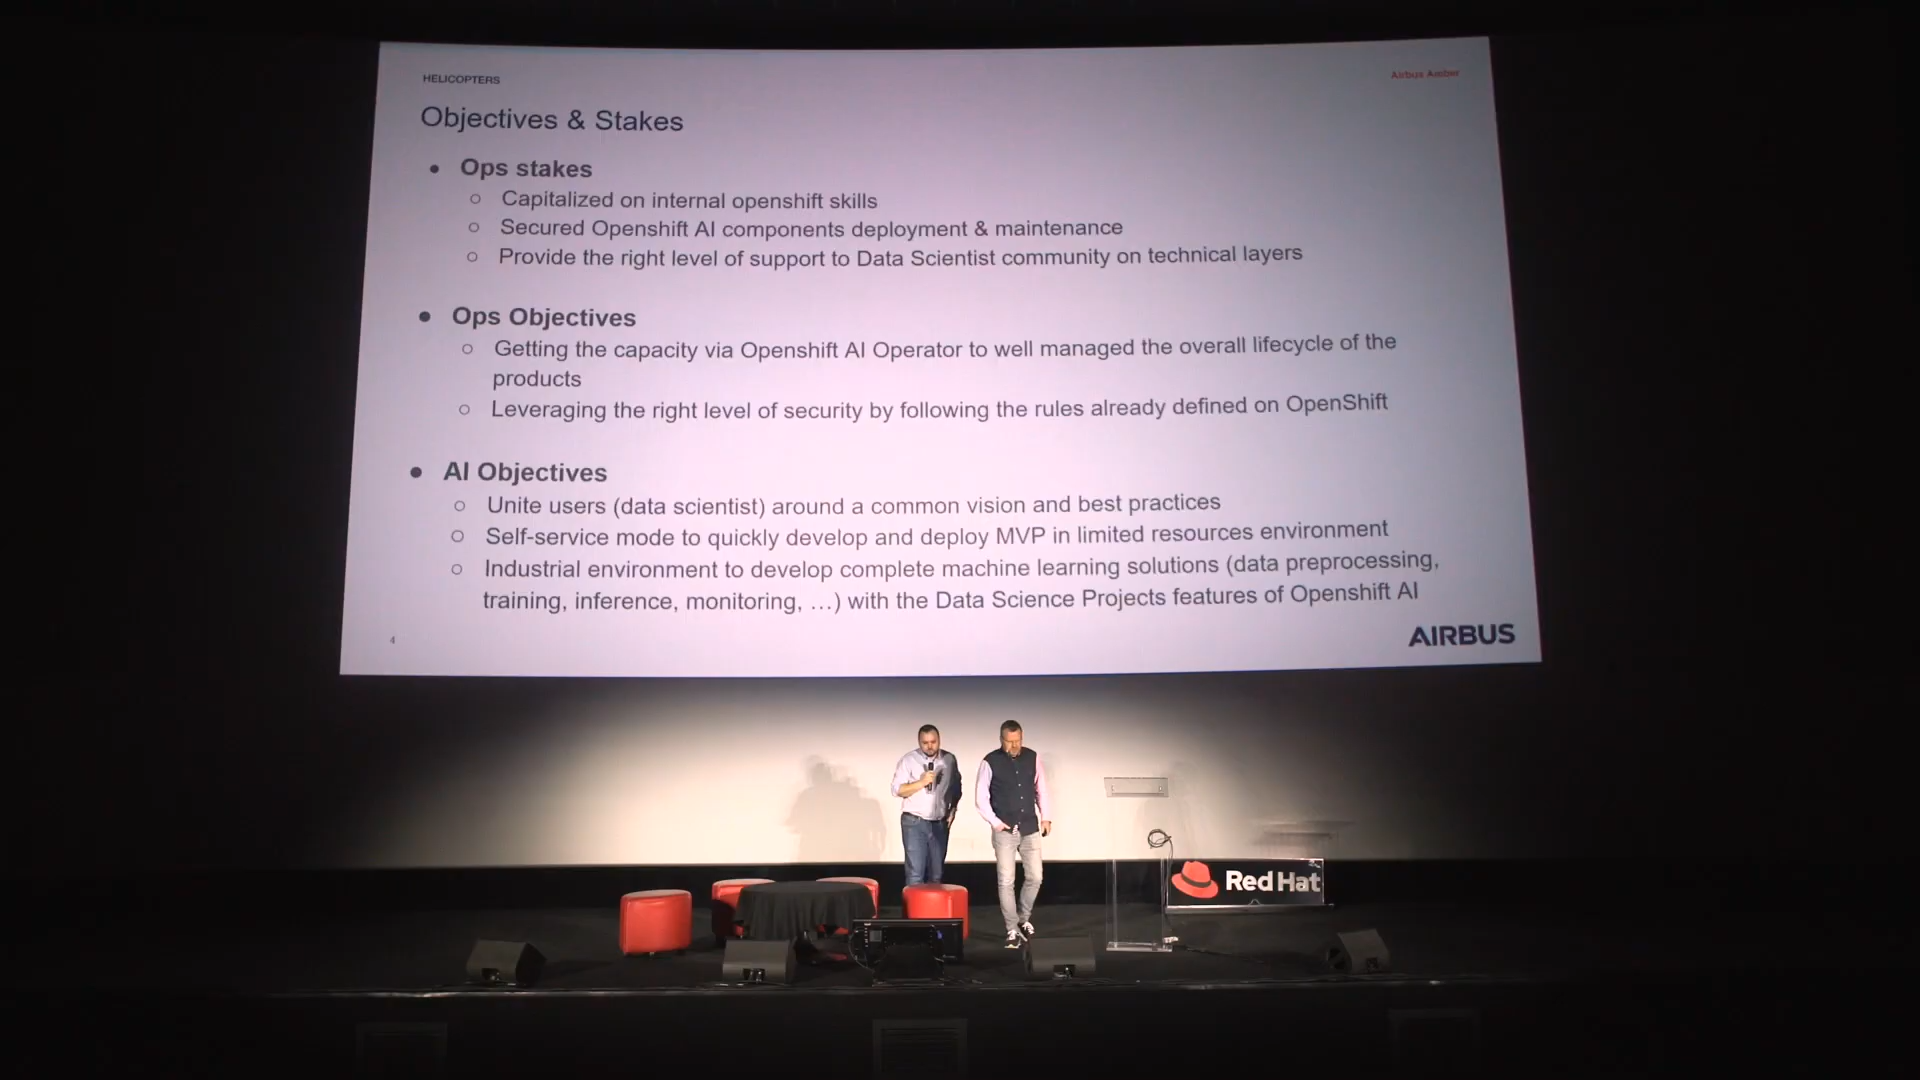 HELICOPTERS
Airbus Amber
Objectives & Stakes
● Ops stakes
○ Capitalized on internal openshift skills
○ Secured Openshift AI components deployment & maintenance
○ Provide the right level of support to Data Scientist community on technical layers
● Ops Objectives
○ Getting the capacity via Openshift AI Operator to well managed the overall lifecycle of the
products
○ Leveraging the right level of security by following the rules already defined on OpenShift
● AI Objectives
○ Unite users (data scientist) around a common vision and best practices
○ Self-service mode to quickly develop and deploy MVP in limited resources environment
○ Industrial environment to develop complete machine learning solutions (data preprocessing,
training, inference, monitoring, …) with the Data Science Projects features of Openshift AI
4
AIRBUS
Red Hat